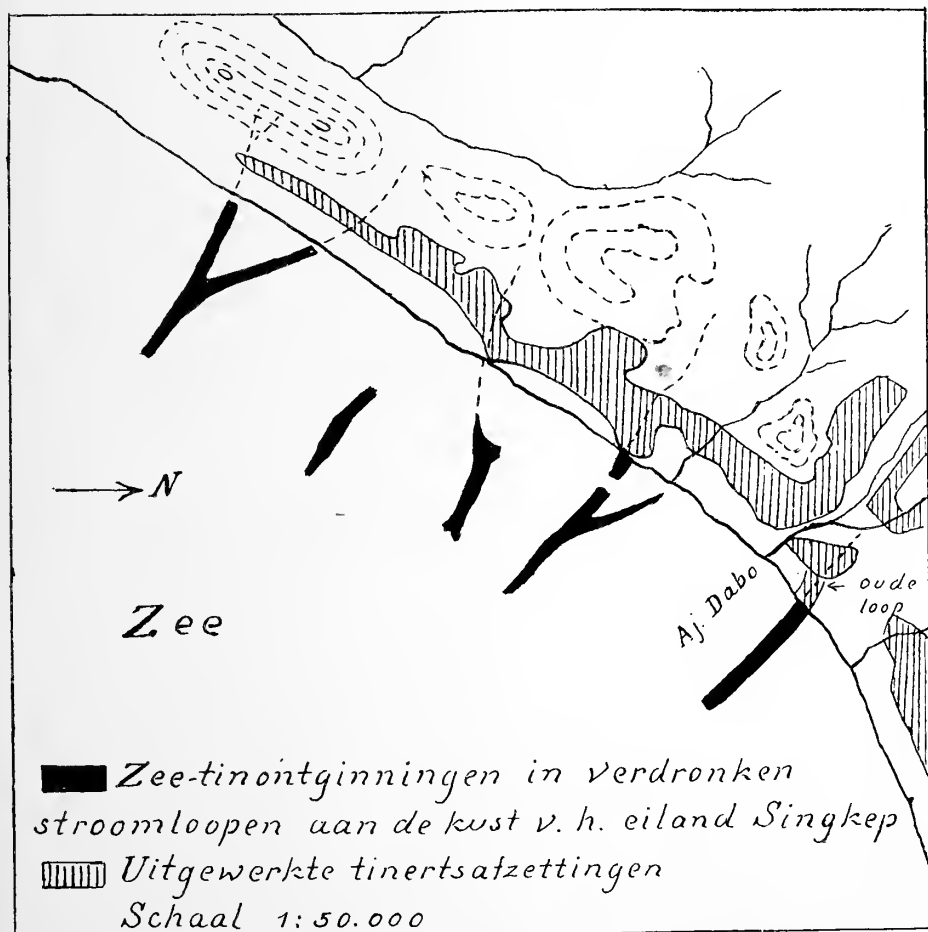 N
Zee
Aj. Dabo
oude
loop
Zee-tinontginningen in verdronken
stroomloopen aan de kust v. h. eiland Singkep
Uitgewerkte tinertsafzettingen
Schaal 1:50.000